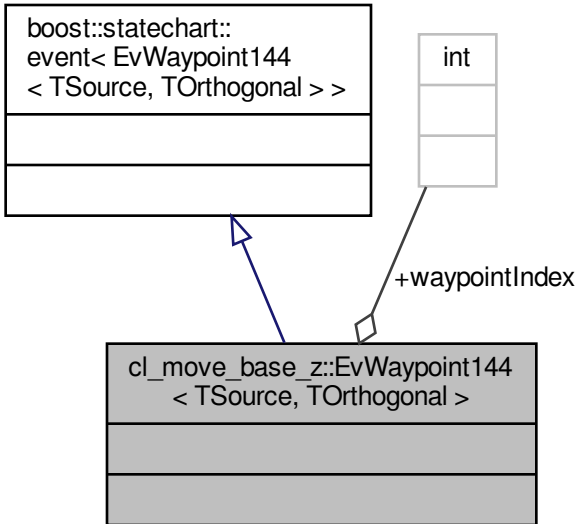 boost::statechart::
event< EvWaypoint144
< TSource, TOrthogonal > >
int
+waypointIndex
cl_move_base_z::EvWaypoint144
< TSource, TOrthogonal >